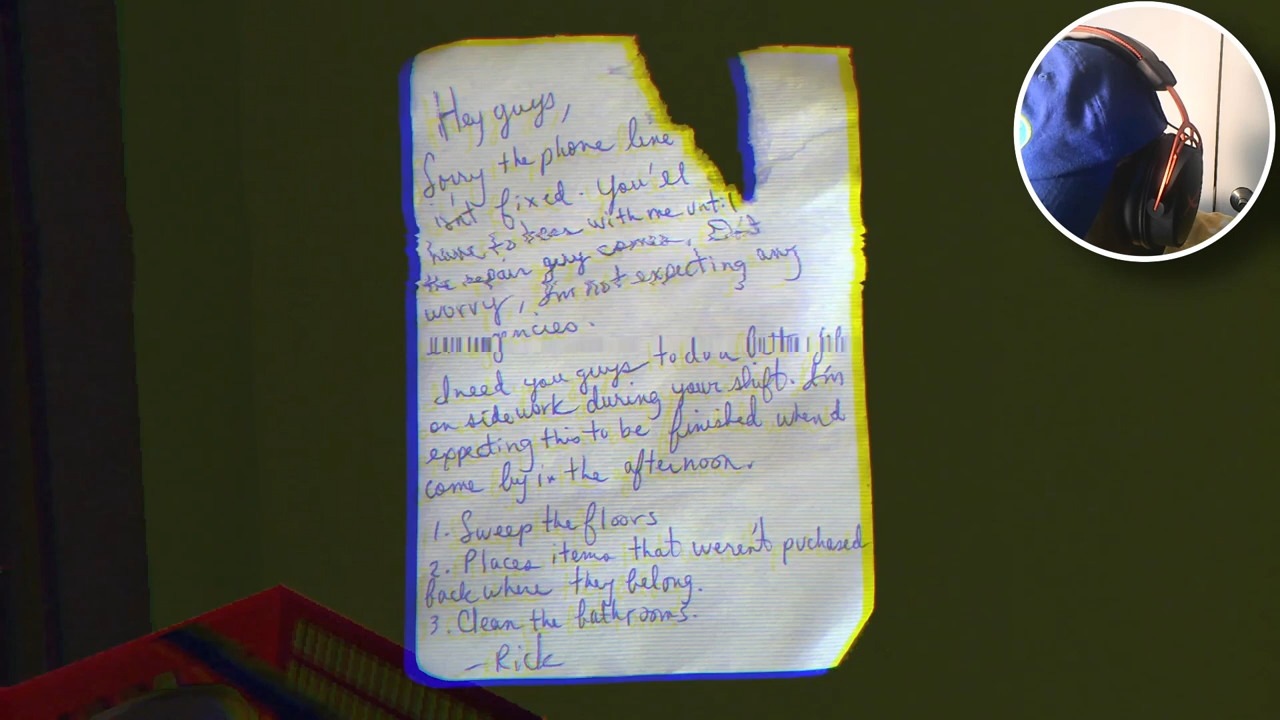 Hey guys,
Sorry the phone line
isn't fixed. You'll
have to bear with me until
the repair guy comes. Don't
worry, I'm not expecting any
I need you guys to do a little
on sidework during your shift. I'm
expecting this to be finished when I
come by in the afternoon.
1. Sweep the floors
2. Places items that weren't puchased
back where they belong.
3. Clean the bathrooms.
-Rick